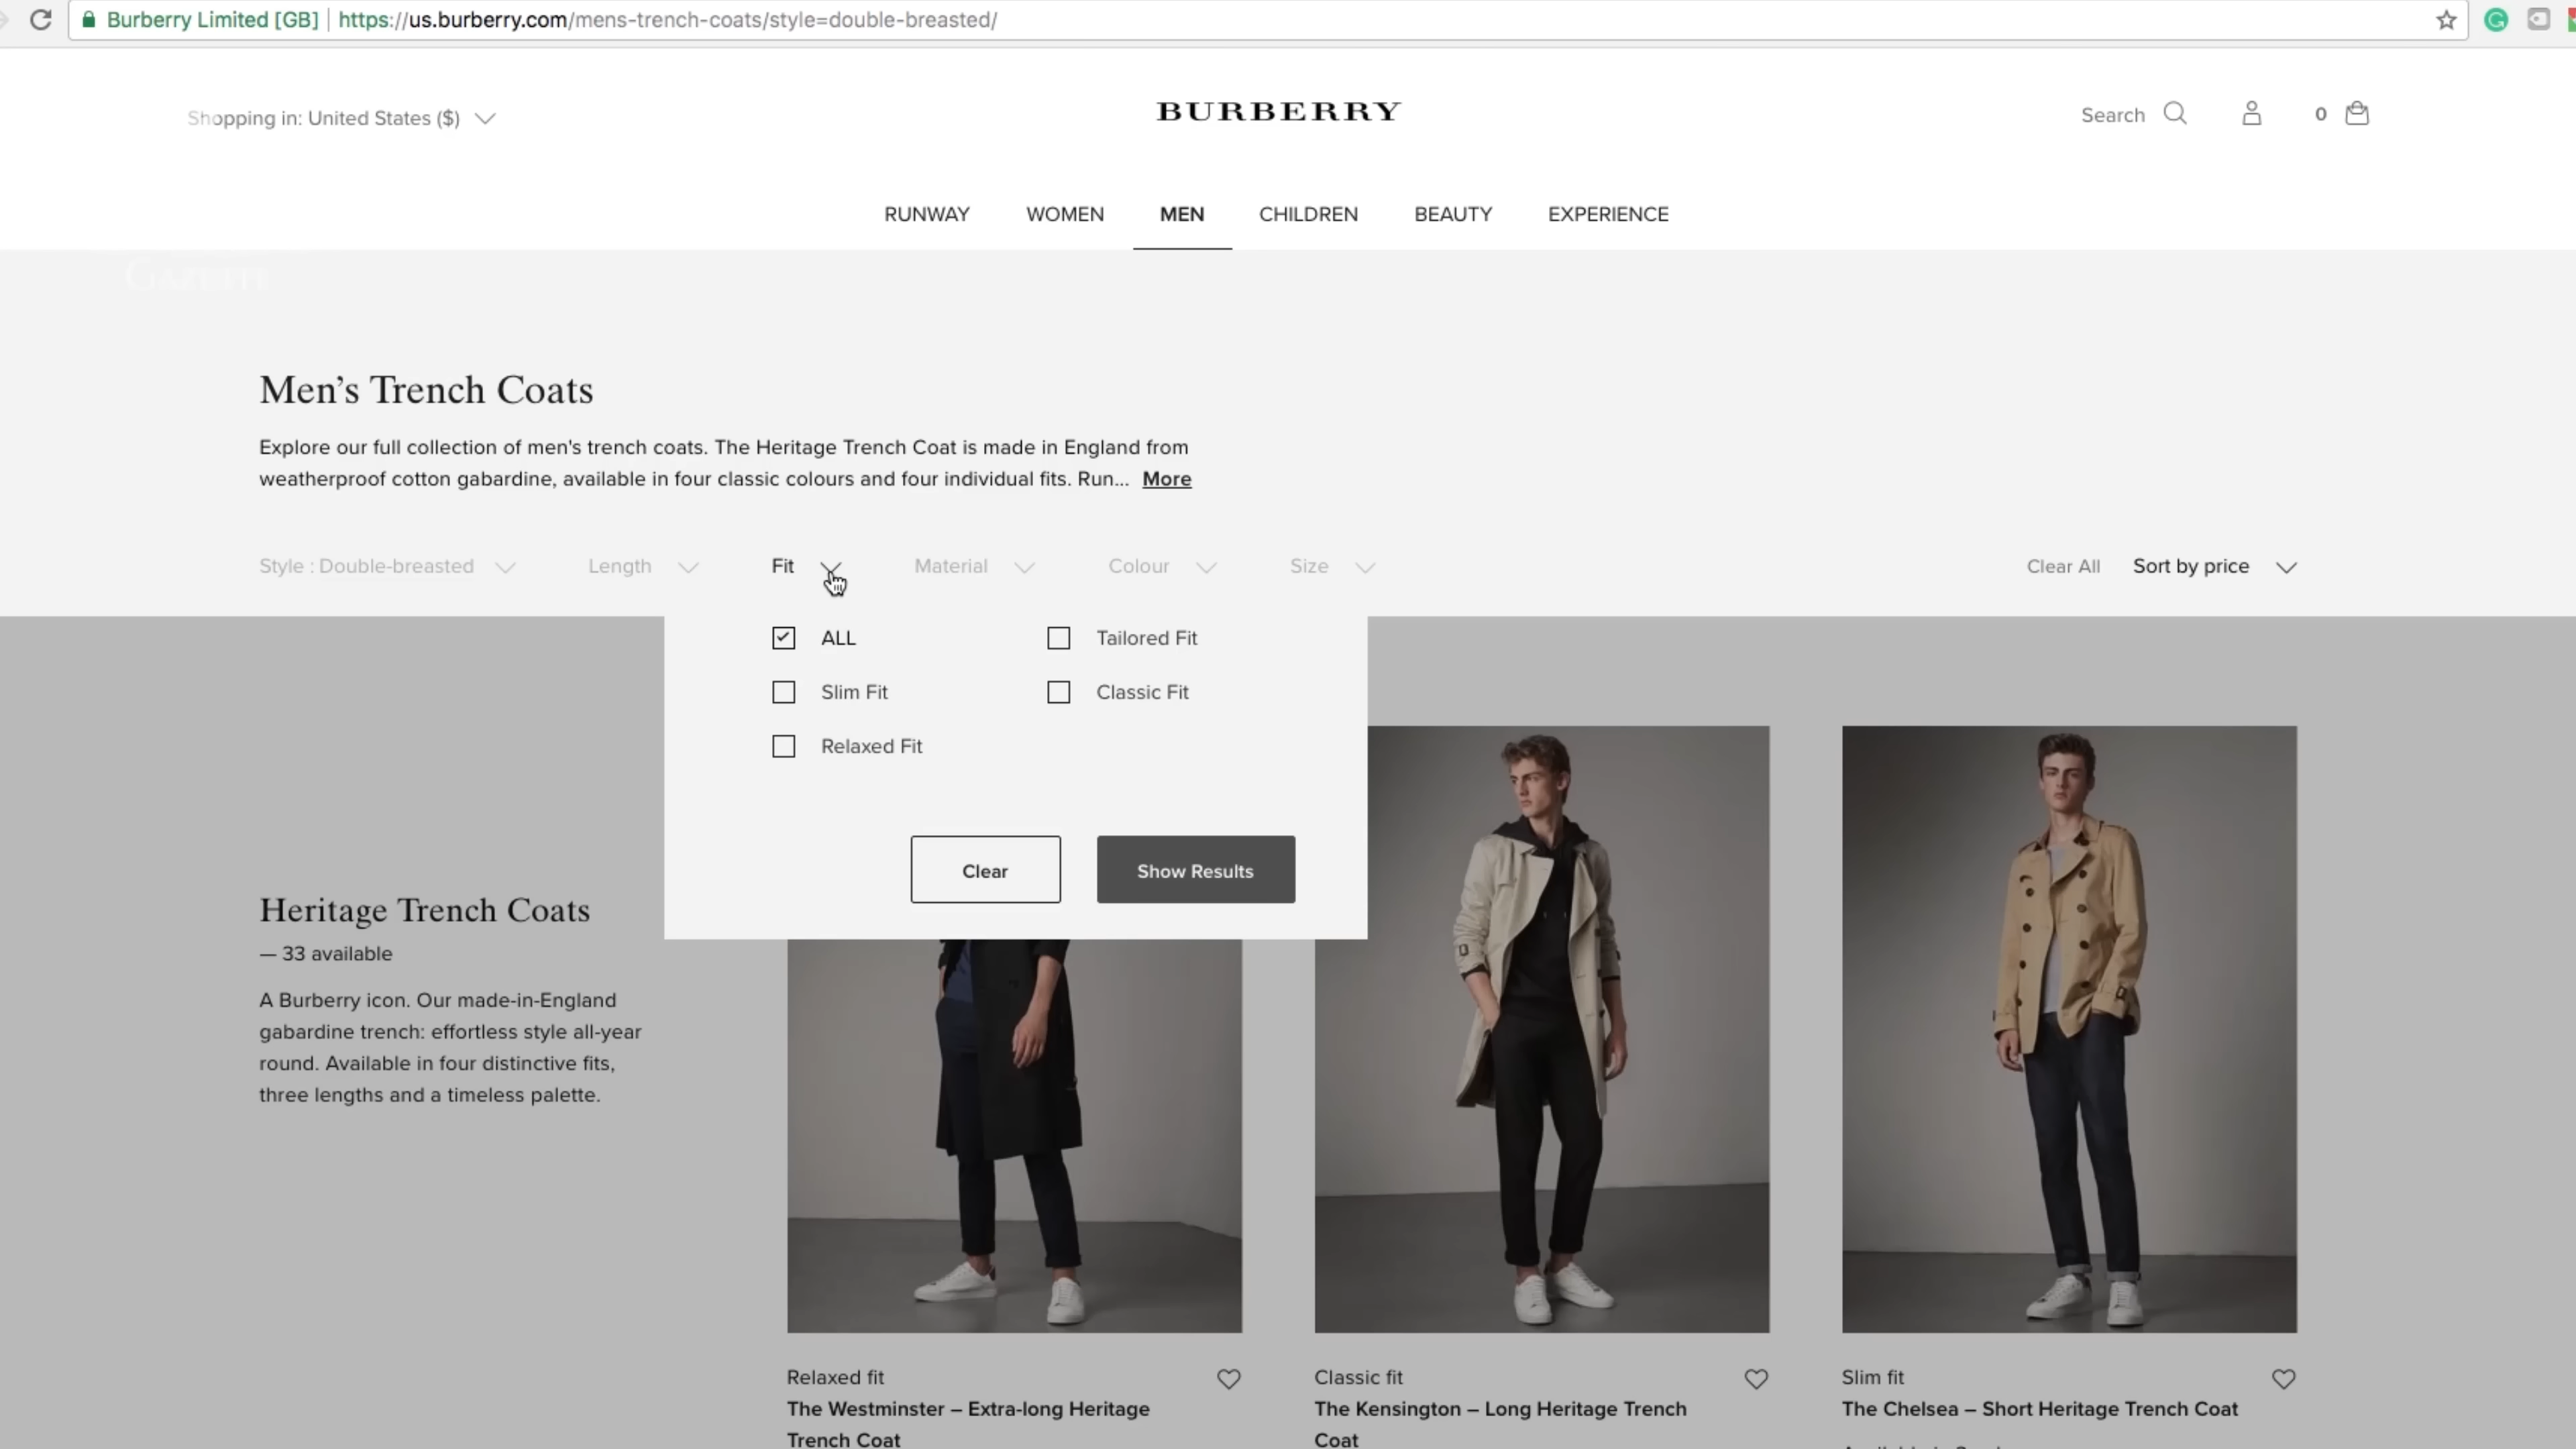 Burberry Limited [GB] | https://us.burberry.com/mens-trench-coats/style=double-breasted/
Shopping in: United States ($)
BURBERRY
Search
0
RUNWAY WOMEN MEN CHILDREN BEAUTY EXPERIENCE
GAZETTE
Men's Trench Coats
Explore our full collection of men's trench coats. The Heritage Trench Coat is made in England from
weatherproof cotton gabardine, available in four classic colours and four individual fits. Run... More
Style : Double-breasted Length Fit Material Colour Size Clear All Sort by price
ALL Tailored Fit
Slim Fit Classic Fit
Relaxed Fit
Clear Show Results
Heritage Trench Coats
— 33 available
A Burberry icon. Our made-in-England
gabardine trench: effortless style all-year
round. Available in four distinctive fits,
three lengths and a timeless palette.
Relaxed fit
The Westminster – Extra-long Heritage
Trench Coat
Classic fit
The Kensington – Long Heritage Trench
Coat
Slim fit
The Chelsea – Short Heritage Trench Coat